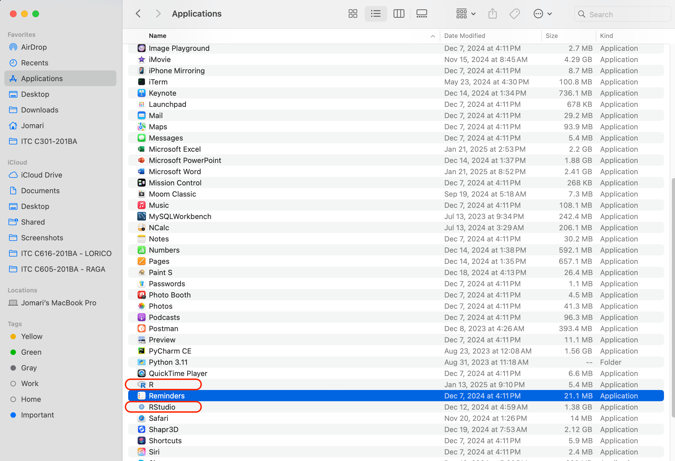 Applications
Search
Favorites
AirDrop
Recents
Applications
Desktop
Downloads
Jomari
ITC C301-201BA
iCloud
iCloud Drive
Documents
Desktop
Shared
Screenshots
ITC C616-201BA - LORICO
ITC C605-201BA - RAGA
Locations
Jomari's MacBook Pro
Tags
Yellow
Green
Gray
Work
Home
Important
Name Date Modified Size Kind
Image Playground Dec 7, 2024 at 4:11 PM 2.7 MB Application
iMovie Nov 15, 2024 at 8:45 AM 4.29 GB Application
iPhone Mirroring Dec 7, 2024 at 4:11 PM 8.7 MB Application
iTerm May 23, 2024 at 4:30 PM 100.8 MB Application
Keynote Dec 14, 2024 at 1:34 PM 736.1 MB Application
Launchpad Dec 7, 2024 at 4:11 PM 678 KB Application
Mail Dec 7, 2024 at 4:11 PM 29.2 MB Application
Maps Dec 7, 2024 at 4:11 PM 93.9 MB Application
Messages Dec 7, 2024 at 4:11 PM 5.4 MB Application
Microsoft Excel Jan 21, 2025 at 2:53 PM 2.2 GB Application
Microsoft PowerPoint Dec 14, 2024 at 1:37 PM 1.88 GB Application
Microsoft Word Jan 21, 2025 at 8:52 PM 2.41 GB Application
Mission Control Dec 7, 2024 at 4:11 PM 268 KB Application
Moom Classic Sep 19, 2024 at 5:18 AM 7.3 MB Application
Music Dec 7, 2024 at 4:11 PM 108.1 MB Application
MySQLWorkbench Jul 13, 2023 at 9:34 PM 242.4 MB Application
NCalc Jul 13, 2024 at 3:29 AM 206.1 MB Application
Notes Dec 7, 2024 at 4:11 PM 30.2 MB Application
Numbers Dec 14, 2024 at 1:38 PM 592.1 MB Application
Pages Dec 14, 2024 at 1:35 PM 657.1 MB Application
Paint S Dec 18, 2024 at 4:13 PM 26.4 MB Application
Passwords Dec 7, 2024 at 4:11 PM 1.1 MB Application
Photo Booth Dec 7, 2024 at 4:11 PM 4.5 MB Application
Photos Dec 7, 2024 at 4:11 PM 41.3 MB Application
Podcasts Dec 7, 2024 at 4:11 PM 96.3 MB Application
Postman Dec 8, 2023 at 4:26 AM 393.4 MB Application
Preview Dec 7, 2024 at 4:11 PM 11.1 MB Application
PyCharm CE Aug 23, 2023 at 12:08 AM 1.56 GB Application
Python 3.11 Aug 31, 2023 at 11:18 AM -- Folder
QuickTime Player Dec 7, 2024 at 4:11 PM 6.6 MB Application
R Jan 13, 2025 at 9:10 PM 5.4 MB Application
Reminders Dec 7, 2024 at 4:11 PM 21.1 MB Application
RStudio Dec 12, 2024 at 4:59 AM 1.38 GB Application
Safari Nov 20, 2024 at 1:26 PM 14 MB Application
Shapr3D Dec 19, 2024 at 7:53 AM 2.12 GB Application
Shortcuts Dec 7, 2024 at 4:11 PM 5.9 MB Application
Siri Dec 7, 2024 at 4:11 PM 2.4 MB Application